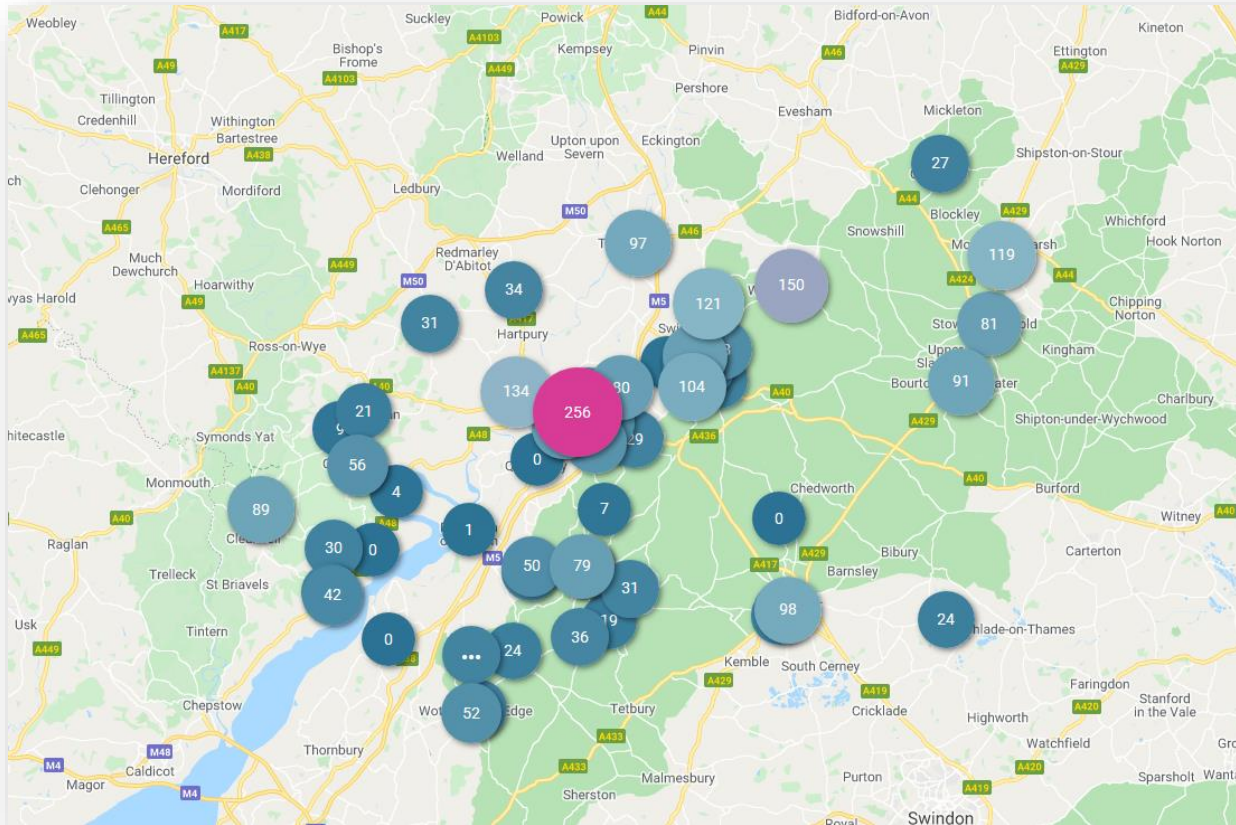 Weobley
Suckley
Powick
A44
Bidford-on-Avon
Kineton
A417
A4103
A46
Ettington
Bishop's
Frome
Kempsey
Pinvin
A429
A49
A449
A4103
Pershore
Tillington
Credenhill
Withington
Bartestree
Evesham
Mickleton
Upton upon
Severn
Eckington
Hereford
A438
Welland
Shipston-on-Stour
27
Clehonger
Mordiford
Ledbury
A44
A465
M50
Blockley
A429
Whichford
A46
Snowshill
Hook Norton
Much
Dewchurch
A449
Redmarley
D'Abitot
97
119
A44
Hoarwithy
M50
A424
A49
34
M5
121
150
Chipping
Norton
A465
31
81
Hartpury
Ross-on-Wye
Kingham
A4137
A40
A40
134
80
104
91
A40
Charlbury
256
Shipton-under-Wychwood
21
9
A48
29
A436
A429
Symonds Yat
56
0
A40
Monmouth
4
Chedworth
Burford
89
7
0
Witney
A40
A48
1
A40
Raglan
30
0
M5
A429
Bibury
Carterton
Trelleck
St Briavels
50
79
A417
Barnsley
42
31
98
24
Usk
Tintern
19
A449
0
36
...
24
Kemble
South Cerney
A429
A419
Faringdon
Chepstow
52
Edge
Tetbury
Cricklade
Highworth
A420
Stanford
in the Vale
Thornbury
A433
Watchfield
M48
M4
Caldicot
Malmesbury
A420
Magor
M4
A433
Purton
A419
Sparsholt
Sherston
Swindon